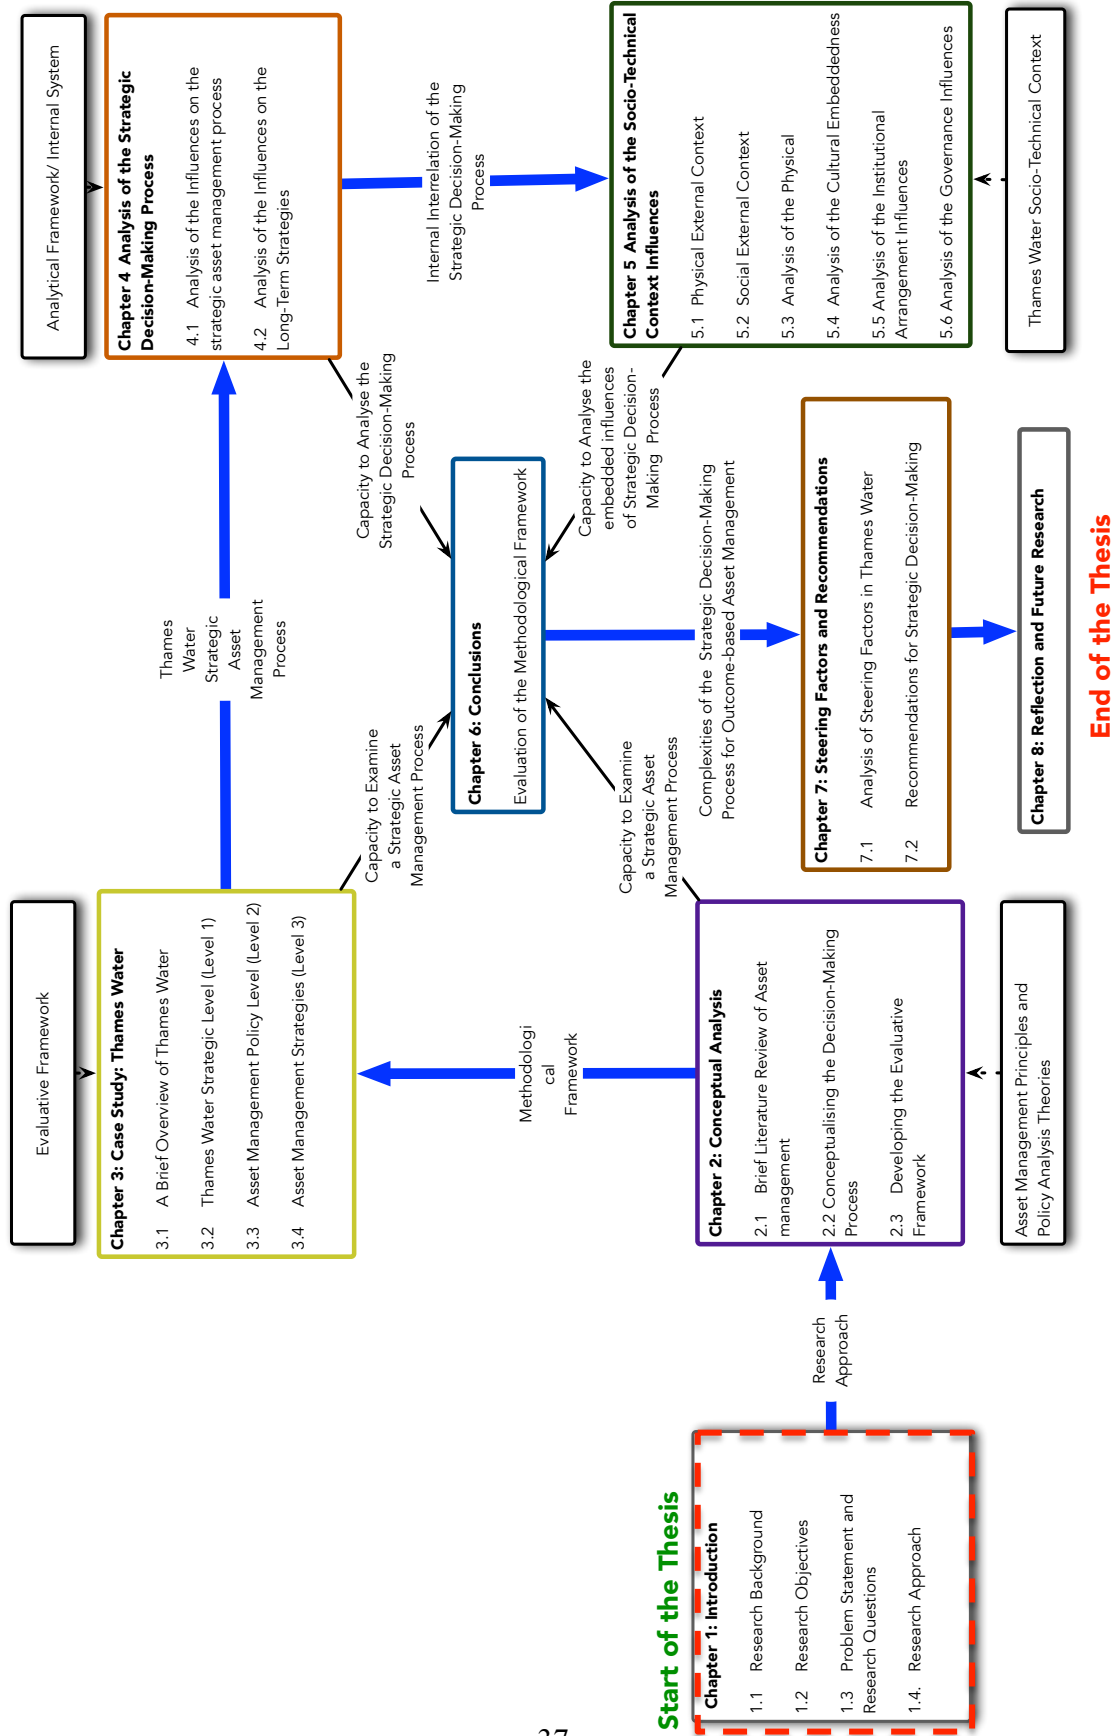 Start of the Thesis
Chapter 1: Introduction
1.1 Research Background
1.2 Research Objectives
1.3 Problem Statement and
Research Questions
1.4. Research Approach
Research
Approach
Chapter 2: Conceptual Analysis
2.1 Brief Literature Review of Asset
management
2.2 Conceptualising the Decision-Making
Process
2.3 Developing the Evaluative
Framework
Asset Management Principles and
Policy Analysis Theories
Methodologi
cal
Framework
Evaluative Framework
Chapter 3: Case Study: Thames Water
3.1 A Brief Overview of Thames Water
3.2 Thames Water Strategic Level (Level 1)
3.3 Asset Management Policy Level (Level 2)
3.4 Asset Management Strategies (Level 3)
Thames
Water
Strategic
Asset
Management
Process
Analytical Framework/ Internal System
Chapter 4 Analysis of the Strategic
Decision-Making Process
4.1 Analysis of the Influences on the
strategic asset management process
4.2 Analysis of the Influences on the
Long-Term Strategies
Internal Interrelation of the
Strategic Decision-Making
Process
Chapter 5 Analysis of the Socio-Technical
Context Influences
5.1 Physical External Context
5.2 Social External Context
5.3 Analysis of the Physical
5.4 Analysis of the Cultural Embeddedness
5.5 Analysis of the Institutional
Arrangement Influences
5.6 Analysis of the Governance Influences
Thames Water Socio-Technical Context
Capacity to Examine
a Strategic Asset
Management Process
Capacity to Examine
a Strategic Asset
Management Process
Capacity to Analyse the
Strategic Decision-Making
Process
Capacity to Analyse the
embedded influences
of Strategic Decision-
Making Process
Chapter 6: Conclusions
Evaluation of the Methodological Framework
Complexities of the Strategic Decision-Making
Process for Outcome-based Asset Management
Chapter 7: Steering Factors and Recommendations
7.1 Analysis of Steering Factors in Thames Water
7.2 Recommendations for Strategic Decision-Making
Chapter 8: Reflection and Future Research
End of the Thesis